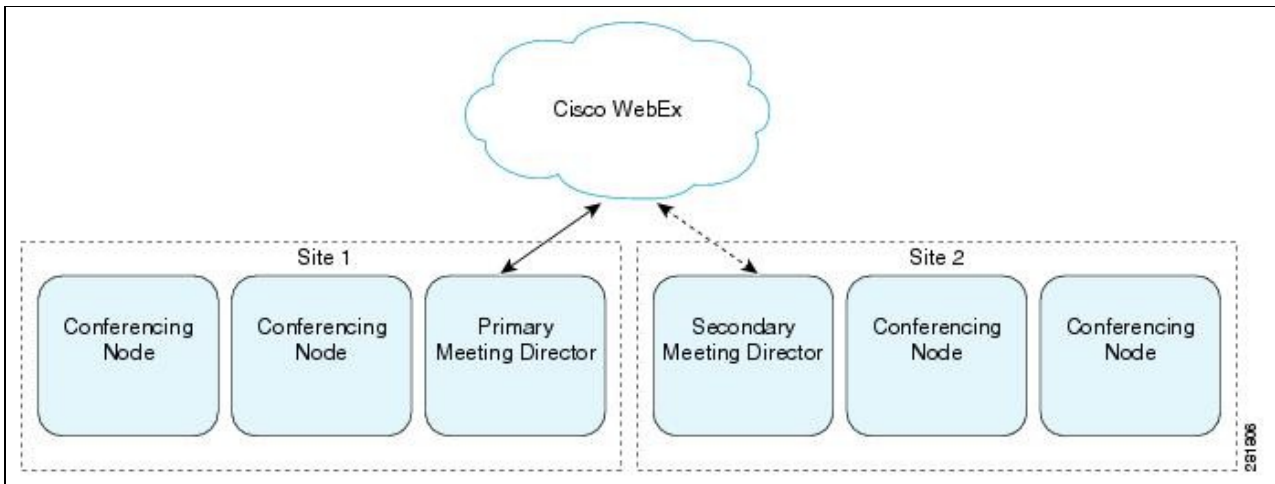 Cisco WebEx
Site 1
Conferencing
Node
Conferencing
Node
Primary
Meeting Director
Site 2
Secondary
Meeting Director
Conferencing
Node
Conferencing
Node
281906